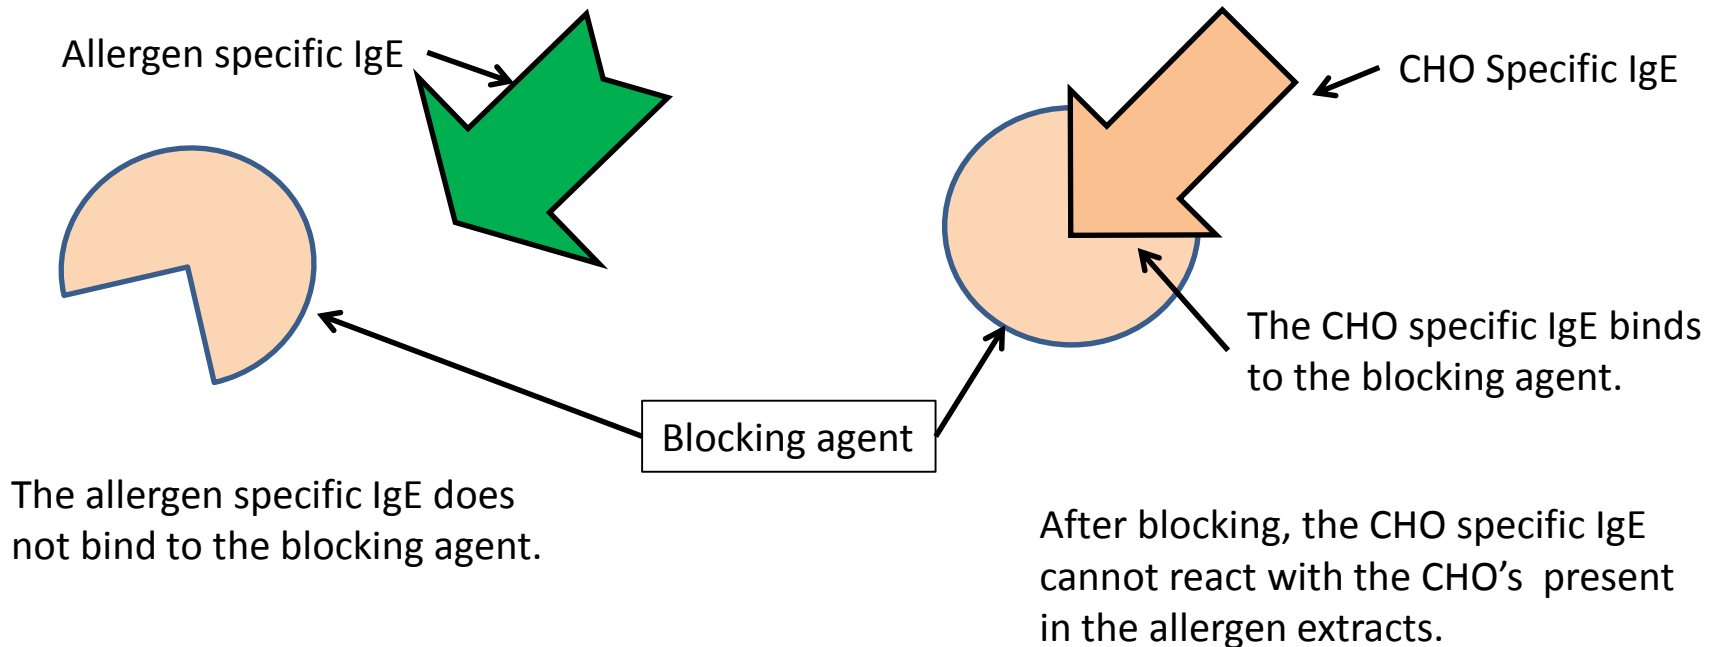 Allergen specific IgE
CHO Specific IgE
The CHO specific IgE binds
to the blocking agent.
Blocking agent
The allergen specific IgE does
not bind to the blocking agent.
After blocking, the CHO specific IgE
cannot react with the CHO’s  present
in the allergen extracts.